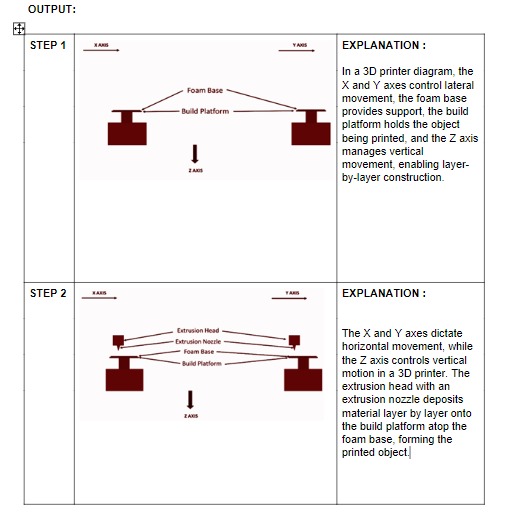 OUTPUT:
STEP 1
X AXIS
Y AXIS
Foam Base
Build Platform
Z AXIS
EXPLANATION :
In a 3D printer diagram, the
X and Y axes control lateral
movement, the foam base
provides support, the build
platform holds the object
being printed, and the Z axis
manages vertical
movement, enabling layer-
by-layer construction.
STEP 2
X AXIS
Y AXIS
Extrusion Head
Extrusion Nozzle
Foam Base
Build Platform
Z AXIS
EXPLANATION :
The X and Y axes dictate
horizontal movement, while
the Z axis controls vertical
motion in a 3D printer. The
extrusion head with an
extrusion nozzle deposits
material layer by layer onto
the build platform atop the
foam base, forming the
printed object.